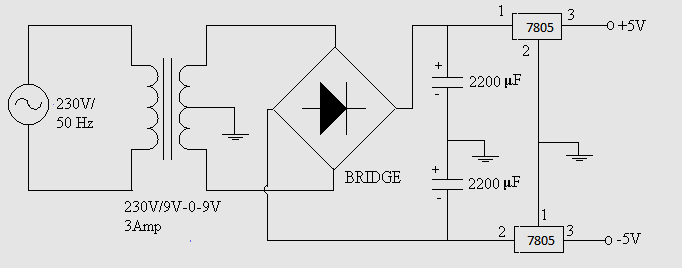 1
7805
3
+5V
2
+
2200 µF
-
230V/
50 Hz
+
2200 µF
-
BRIDGE
230V/9V-0-9V
3Amp
1
2
7805
3
-5V